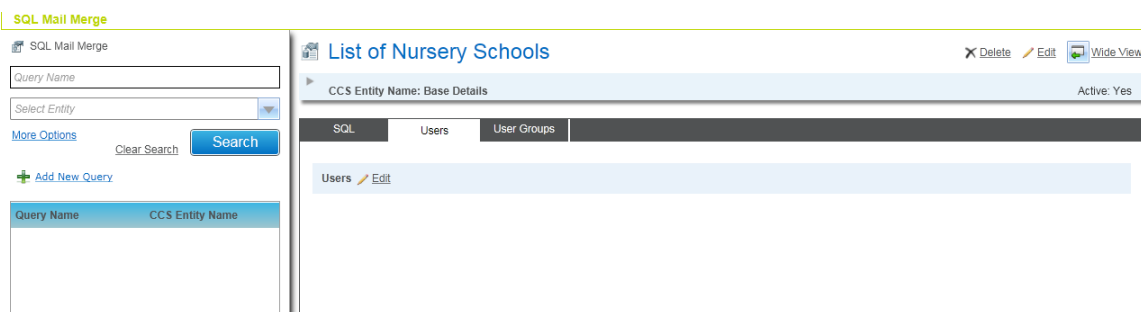 SQL Mail Merge
SQL Mail Merge
Query Name
Select Entity
More Options
Clear Search
Search
Add New Query
Query Name CCS Entity Name
List of Nursery Schools
Delete Edit Wide View
CCS Entity Name: Base Details Active: Yes
SQL Users User Groups
Users Edit